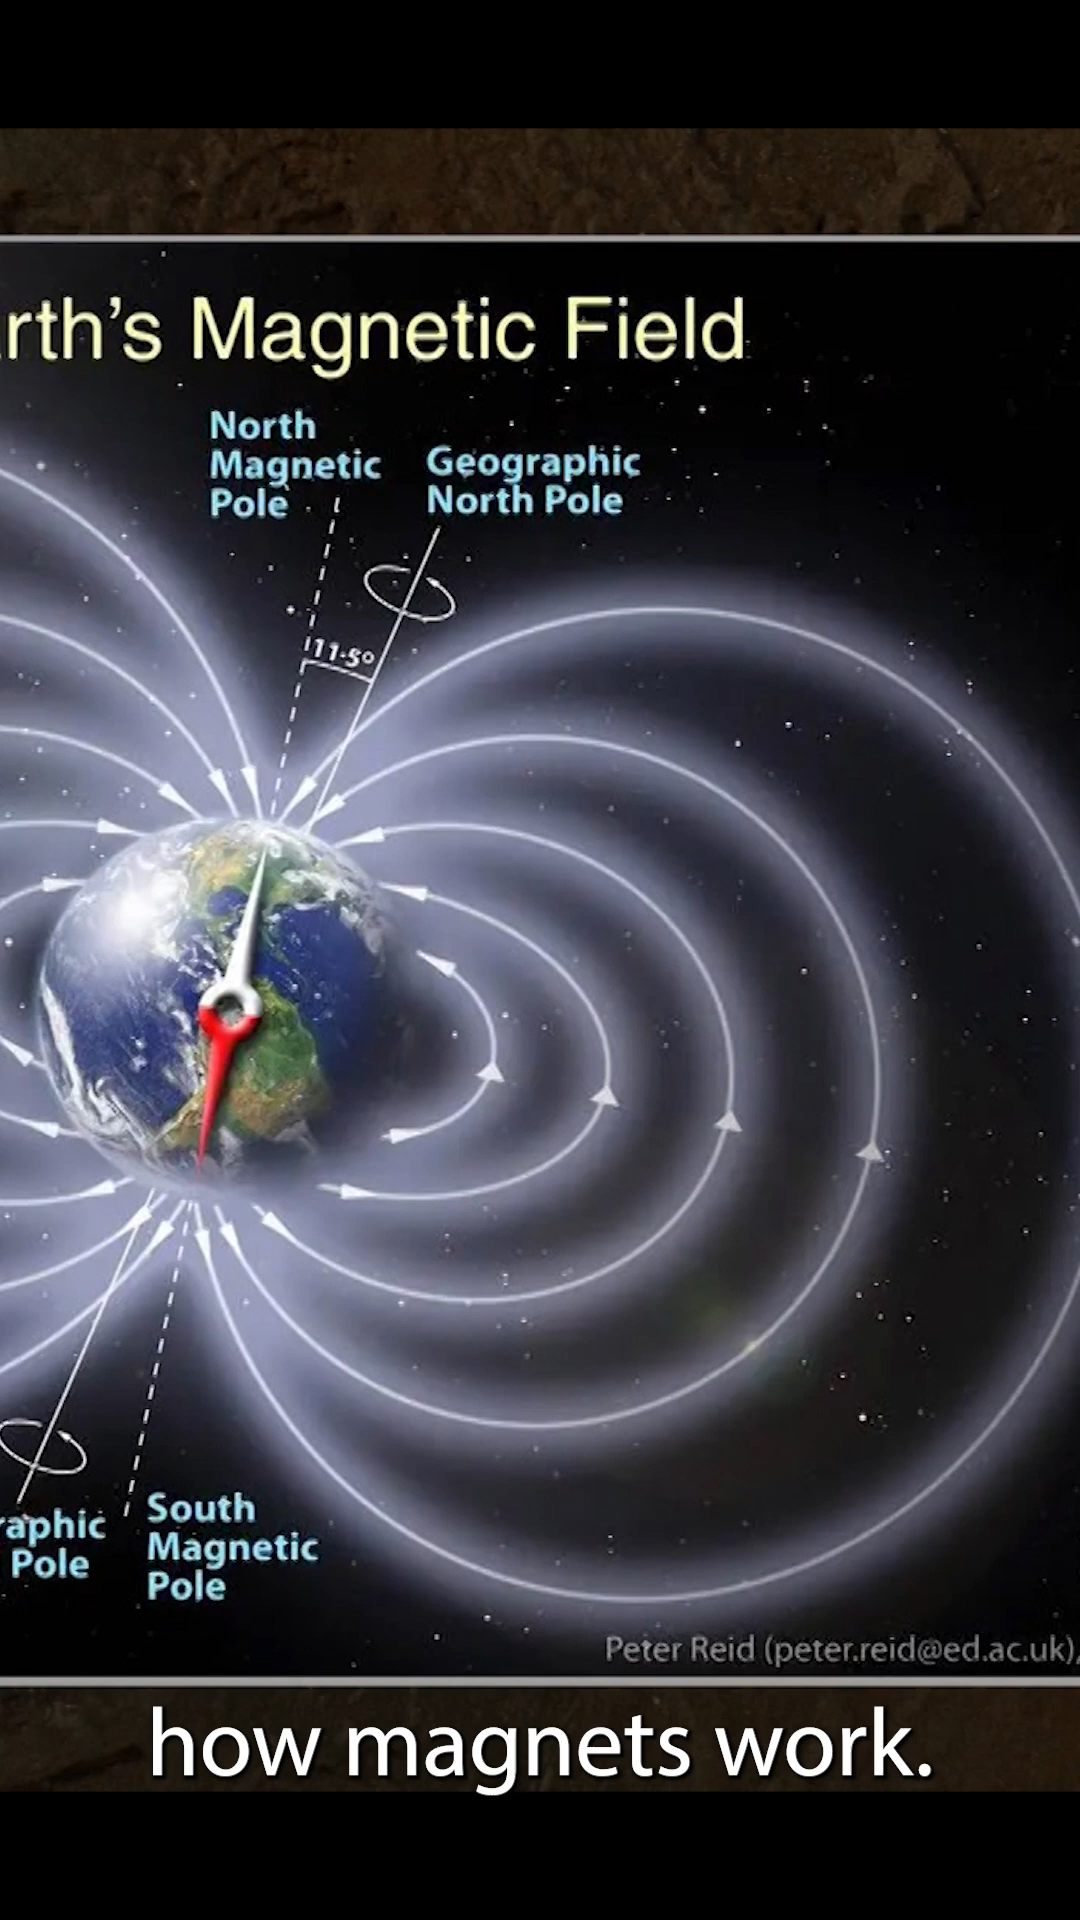 rth's Magnetic Field
North
Magnetic
Pole
Geographic
North Pole
11.5°
raphic
Pole
South
Magnetic
Pole
Peter Reid (peter.reid@ed.ac.uk),
how magnets work.